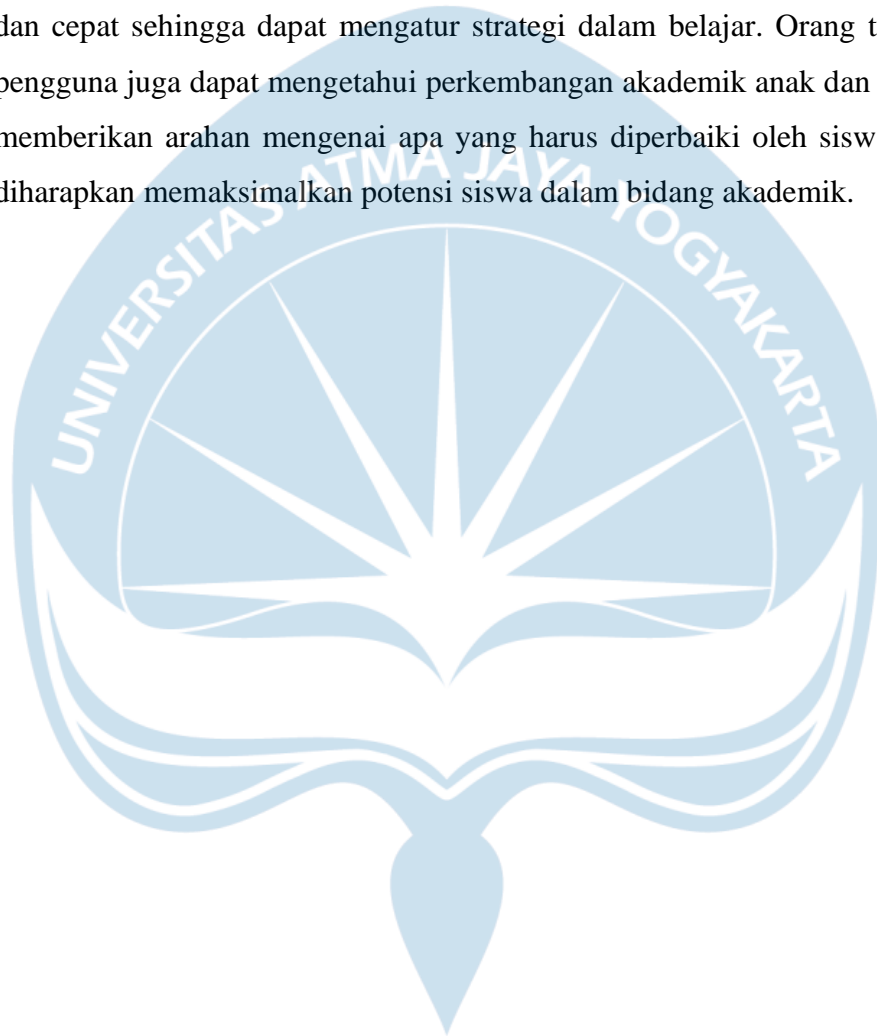 dan cepat sehingga dapat mengatur strategi dalam belajar. Orang
pengguna juga dapat mengetahui perkembangan akademik anak dan
memberikan arahan mengenai apa yang harus diperbaiki oleh
diharapkan memaksimalkan potensi siswa dalam bidang akademik.
UNIVERSITAS ATMA JAYA YOGYAKARTA